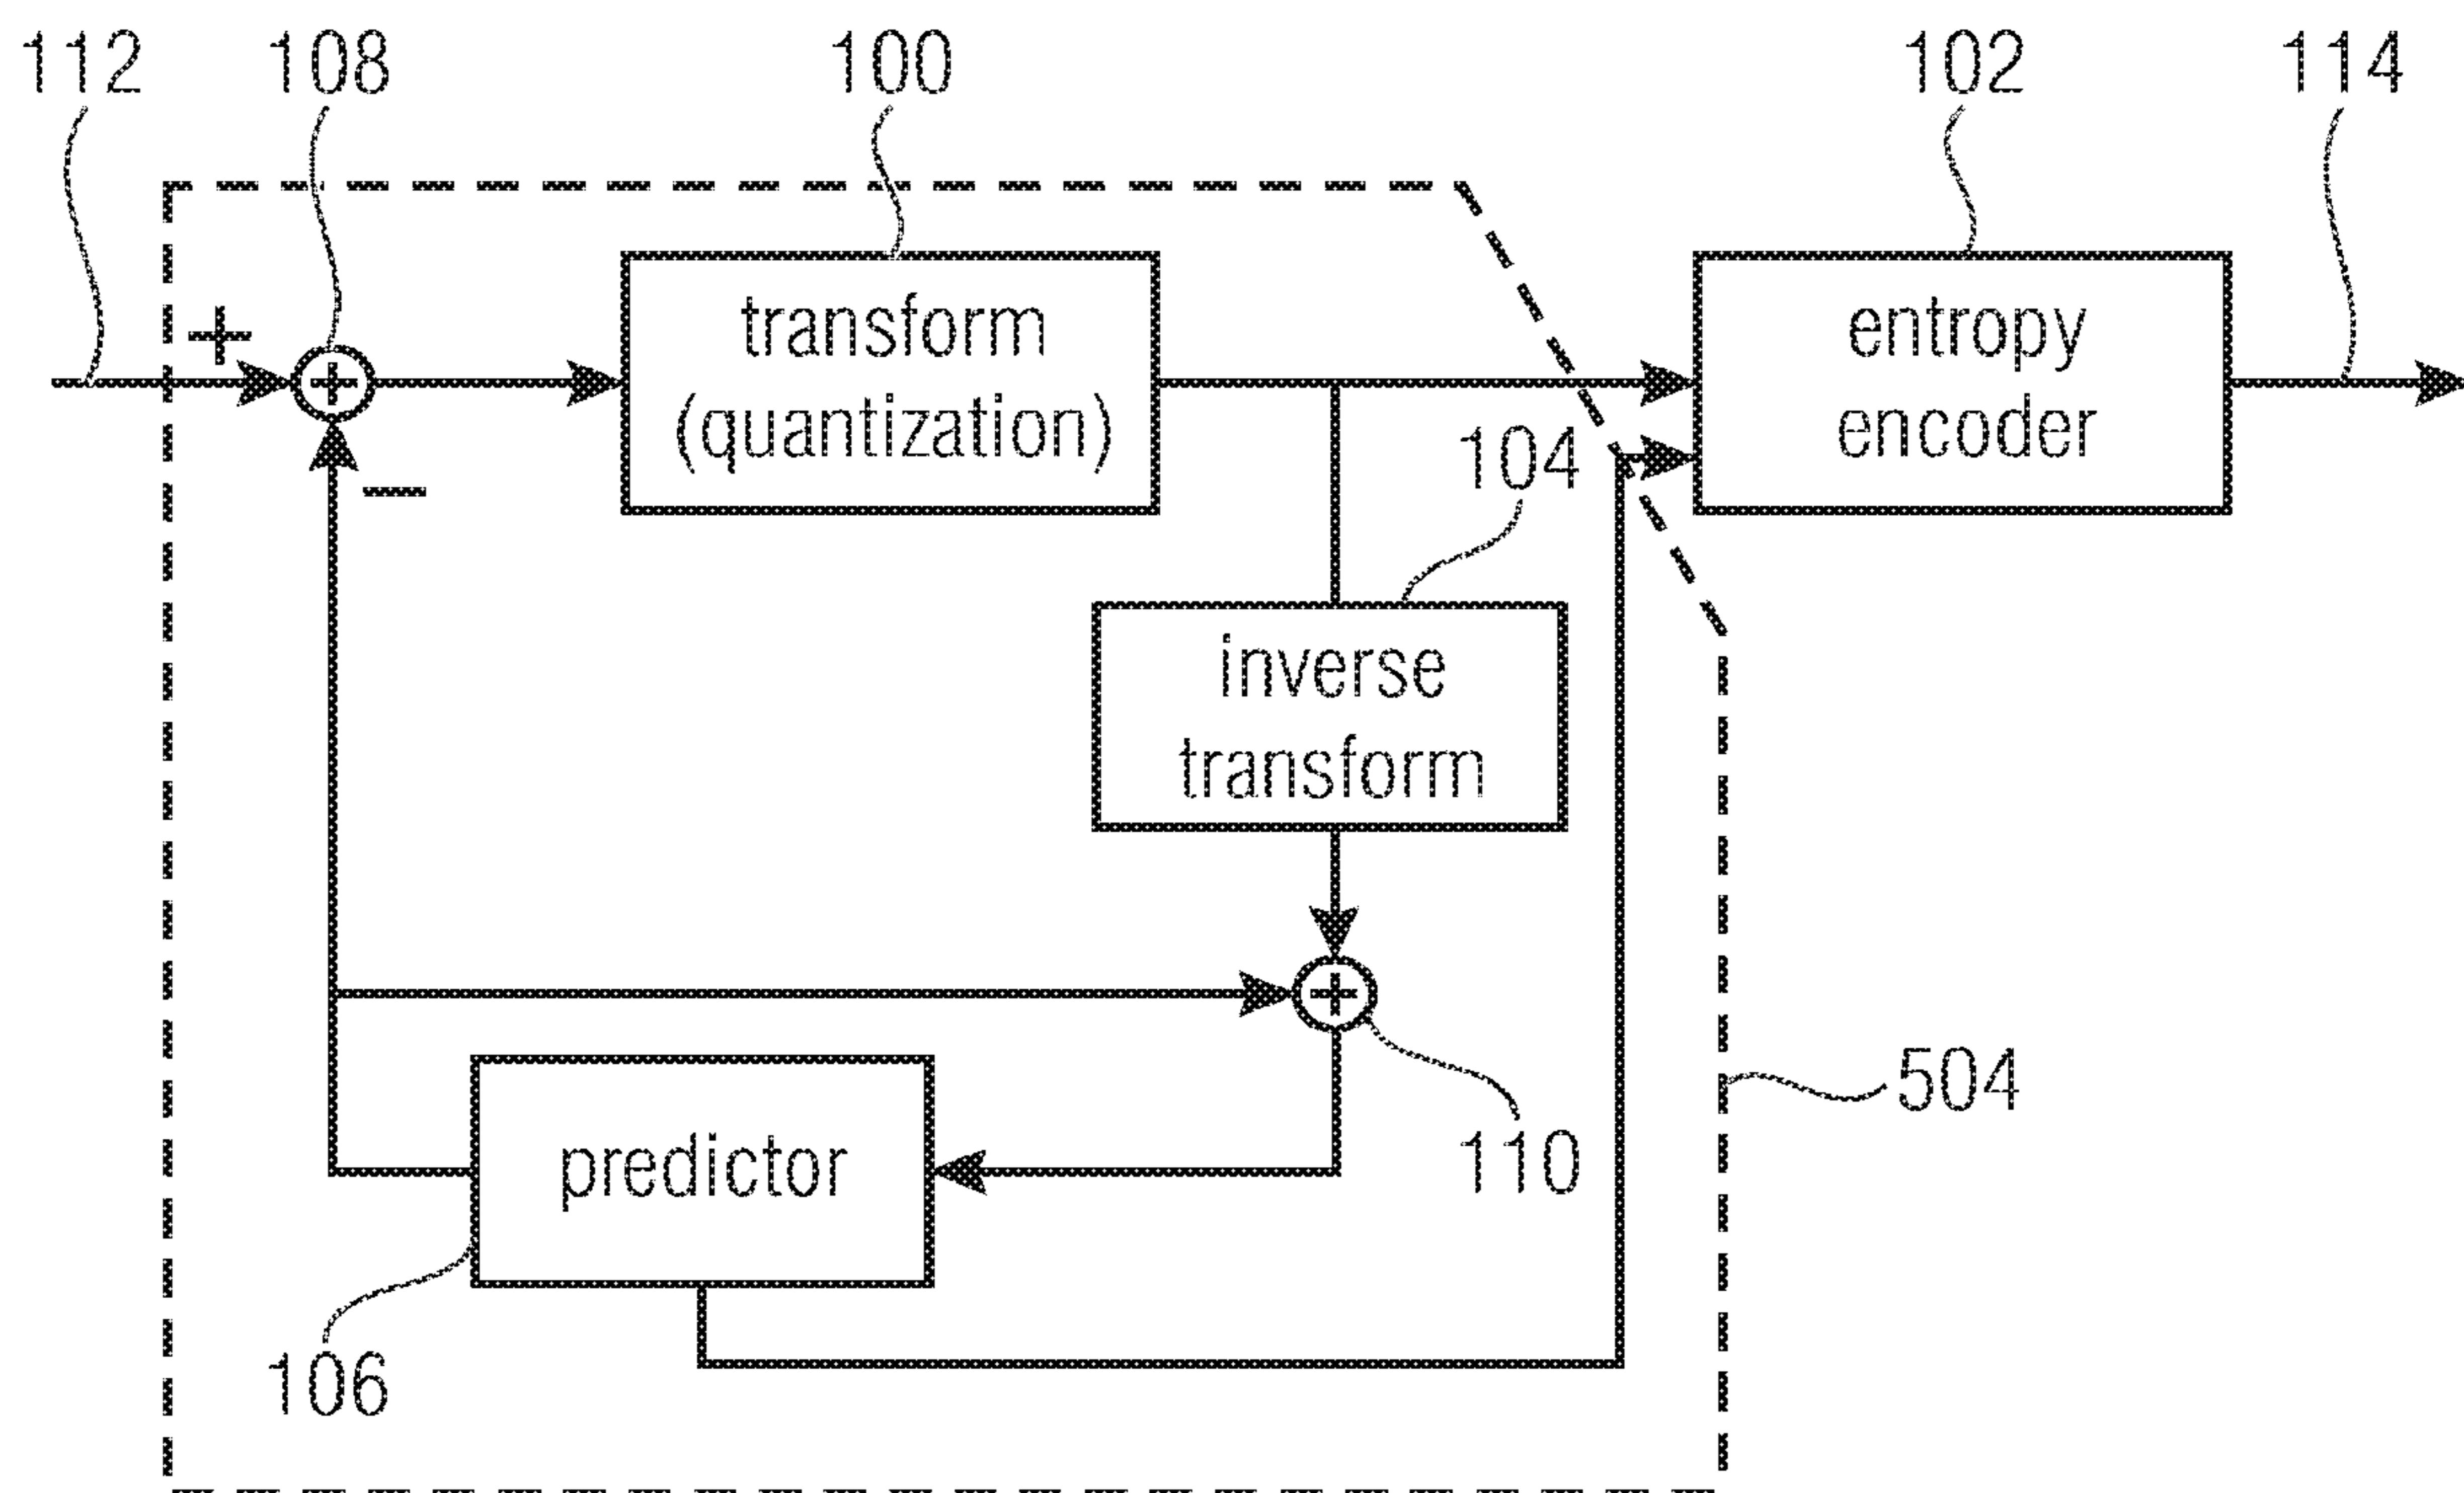 112
108
100
102
114
+
+
transform
(quantization)
entropy
encoder
104
−
inverse
transform
+
504
predictor
110
106